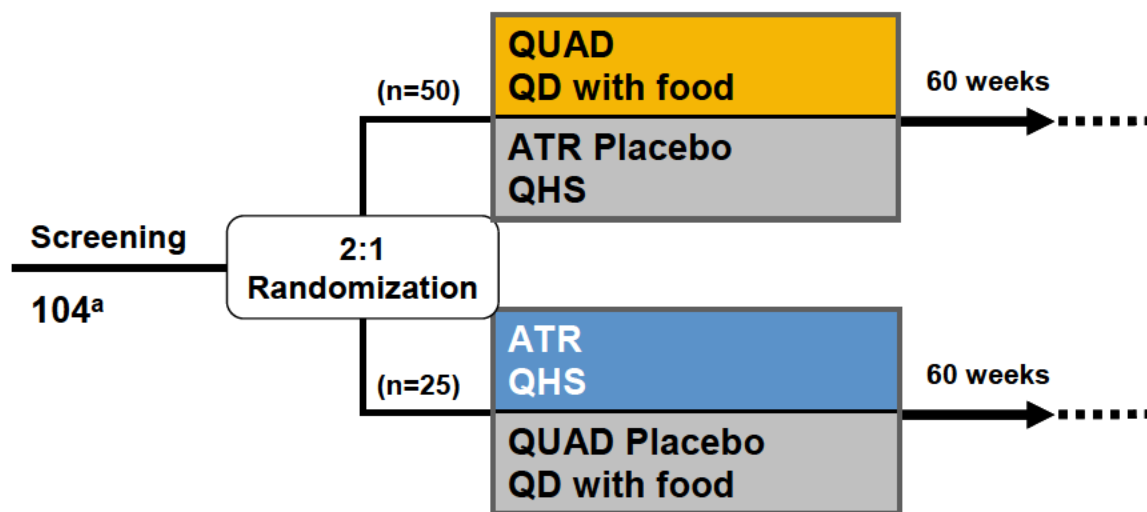 Screening
104ª
2:1
Randomization
(n=50)
QUAD
QD with food
ATR Placebo
QHS
60 weeks
(n=25)
ATR
QHS
QUAD Placebo
QD with food
60 weeks